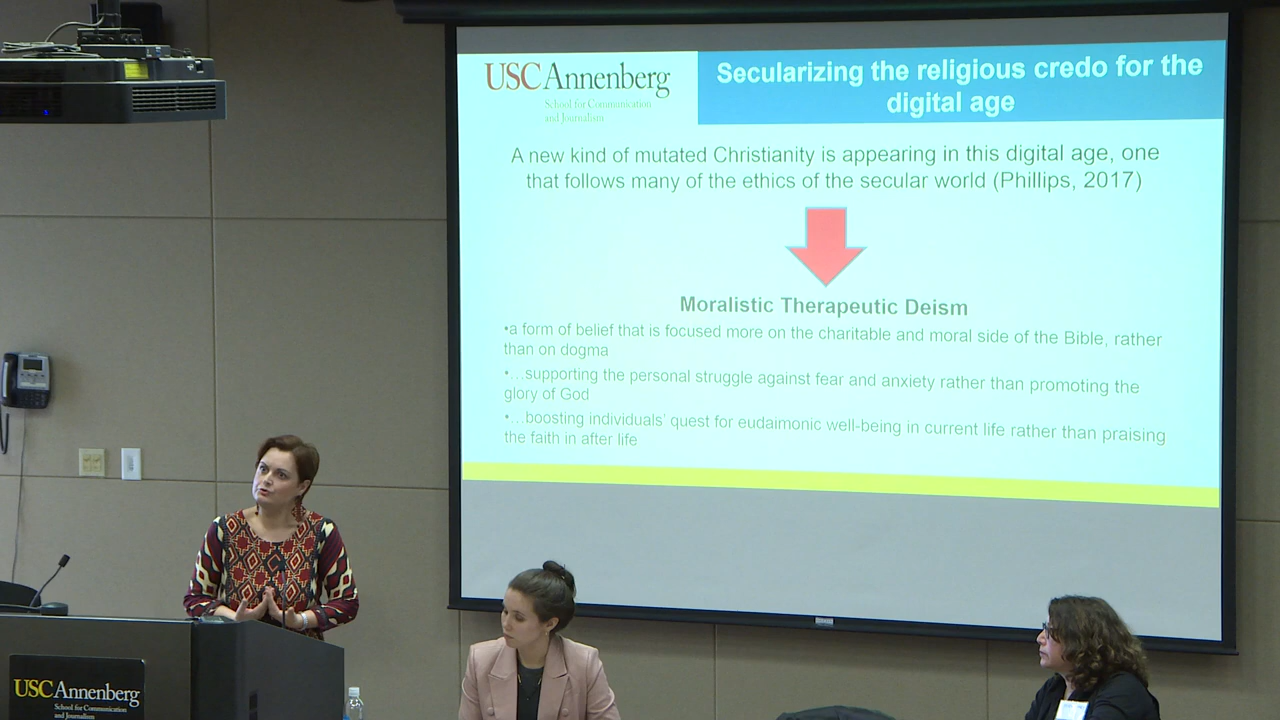 USC Annenberg
School for Communication
and Journalism
Secularizing the religious credo for the
digital age
A new kind of mutated Christianity is appearing in this digital age, one
that follows many of the ethics of the secular world (Phillips, 2017)
Moralistic Therapeutic Deism
•a form of belief that is focused more on the charitable and moral side of the Bible, rather
than on dogma
•…supporting the personal struggle against fear and anxiety rather than promoting the
glory of God
•…boosting individuals' quest for eudaimonic well-being in current life rather than praising
the faith in after life
USC Annenberg
School for Communication
and Journalism